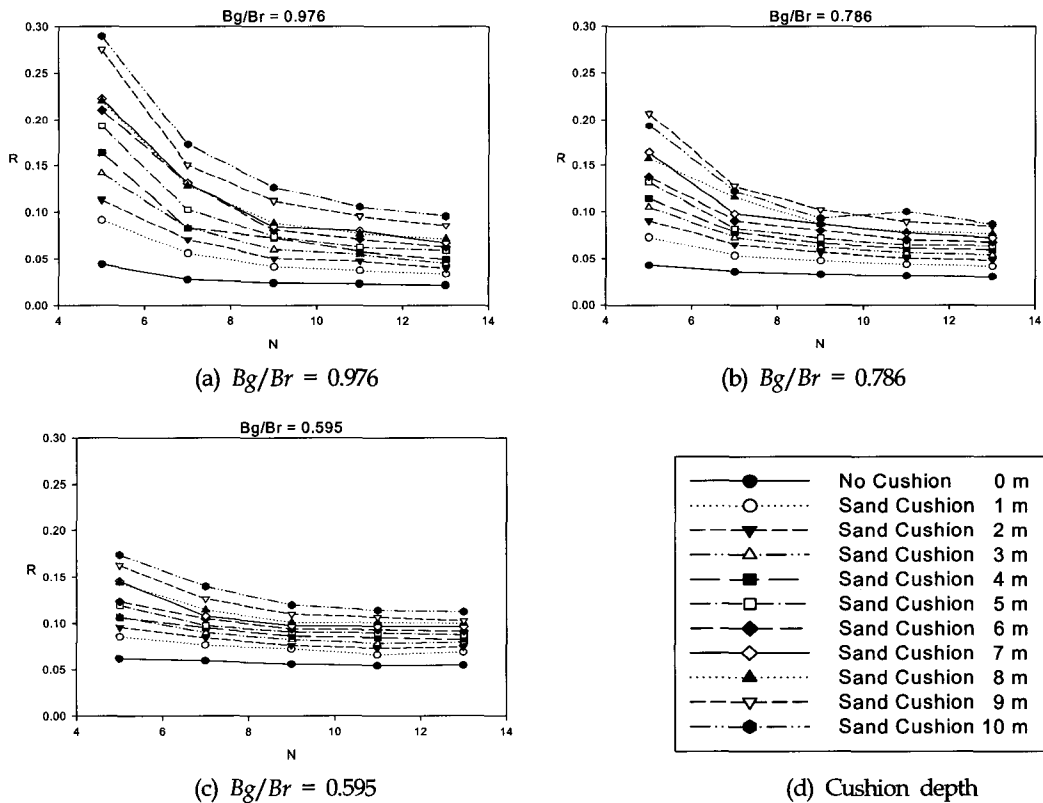 Bg/Br = 0.976
0.30
0.25
0.20
R
0.15
0.10
0.05
0.00
4 6 8 10 12 14
N
(a) Bg/Br = 0.976
Bg/Br = 0.786
0.30
0.25
0.20
R
0.15
0.10
0.05
0.00
4 6 8 10 12 14
N
(b) Bg/Br = 0.786
Bg/Br = 0.595
0.30
0.25
0.20
R
0.15
0.10
0.05
0.00
4 6 8 10 12 14
N
(c) Bg/Br = 0.595
No Cushion 0 m
Sand Cushion 1 m
Sand Cushion 2 m
Sand Cushion 3 m
Sand Cushion 4 m
Sand Cushion 5 m
Sand Cushion 6 m
Sand Cushion 7 m
Sand Cushion 8 m
Sand Cushion 9 m
Sand Cushion 10 m
(d) Cushion depth